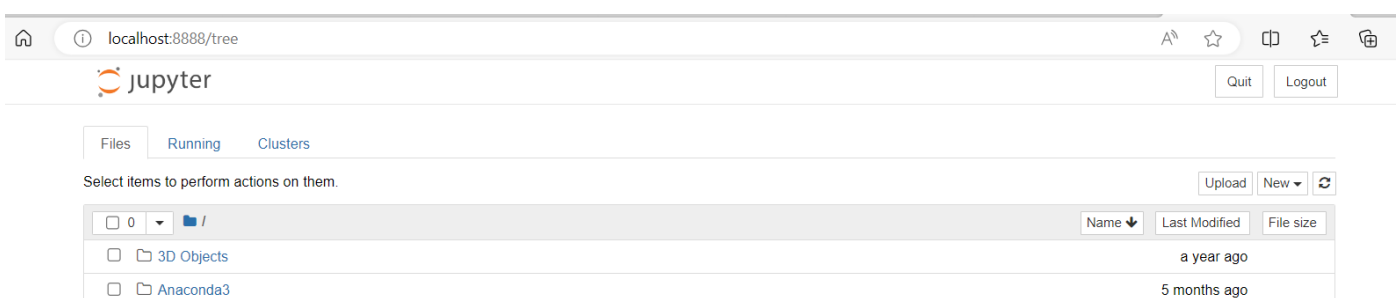 localhost:8888/tree
jupyter
Quit Logout
Files Running Clusters
Select items to perform actions on them.
Upload New
0 /
Name Last Modified File size
3D Objects a year ago
Anaconda3 5 months ago